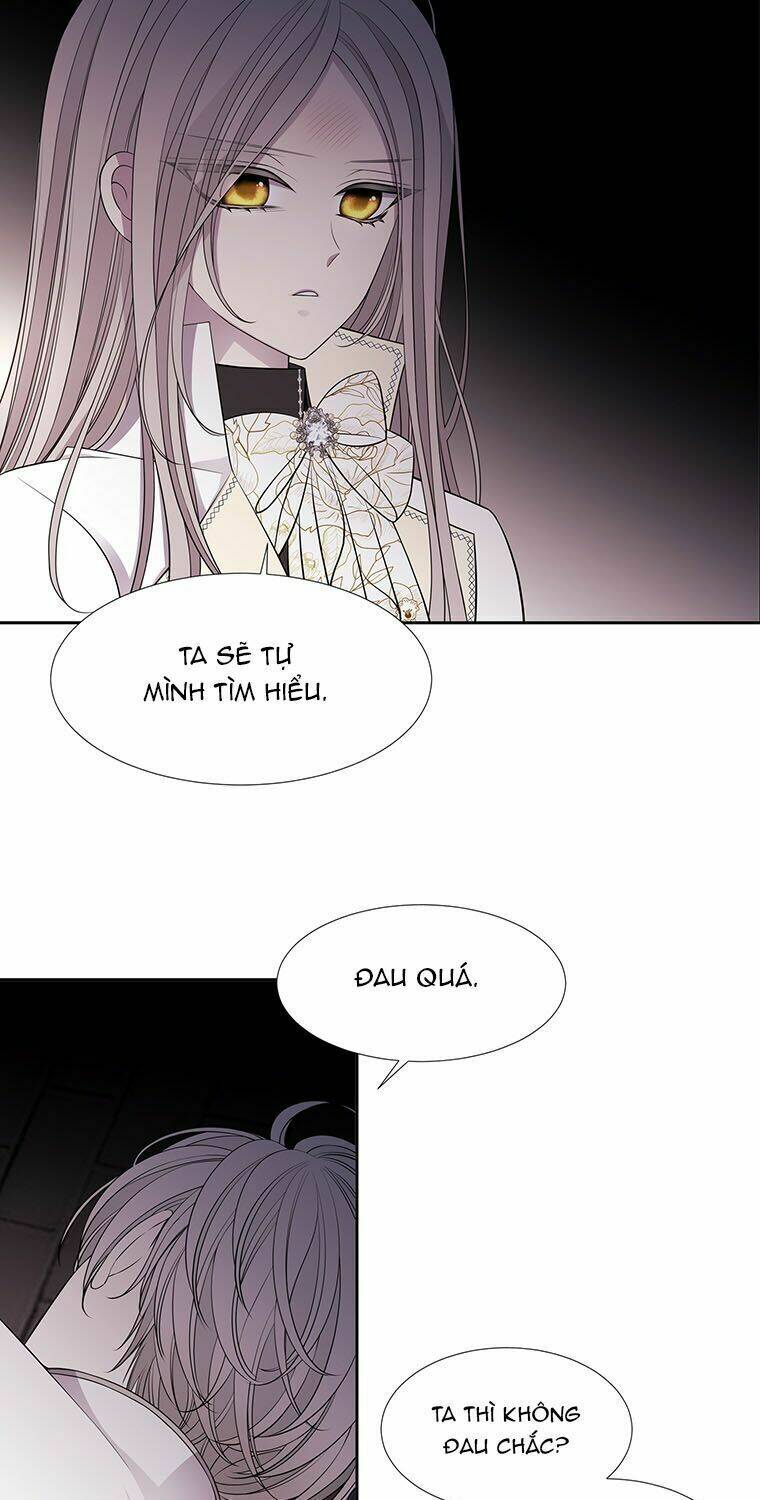 TA SẼ TỰ
MÌNH TÌM HIỂU.
ĐAU QUÁ.
TA THÌ KHÔNG
ĐAU CHẮC?